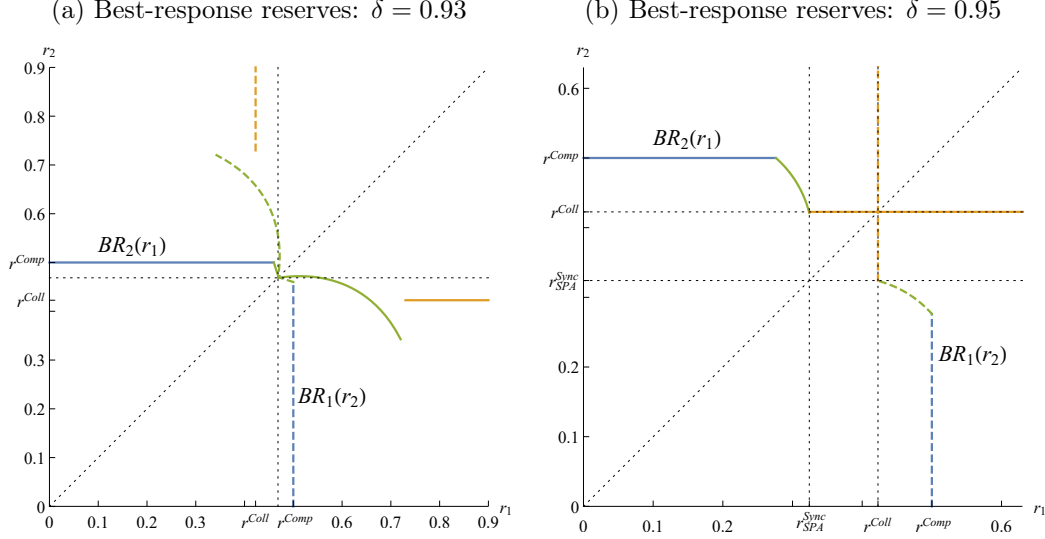 (a) Best-response reserves: δ = 0.93
r₂
0.9
0.8
0.7
0.6
r^Comp
r^Coll
0.3
0.2
0.1
0
BR₂(r₁)
BR₁(r₂)
0 0.1 0.2 0.3 r^Coll r^Comp 0.6 0.7 0.8 0.9 r₁
(b) Best-response reserves: δ = 0.95
r₂
0.6
r^Comp
r^Coll
r^Sync_SPA
0.2
0.1
0
BR₂(r₁)
BR₁(r₂)
0 0.1 0.2 r^Sync_SPA r^Coll r^Comp 0.6 r₁